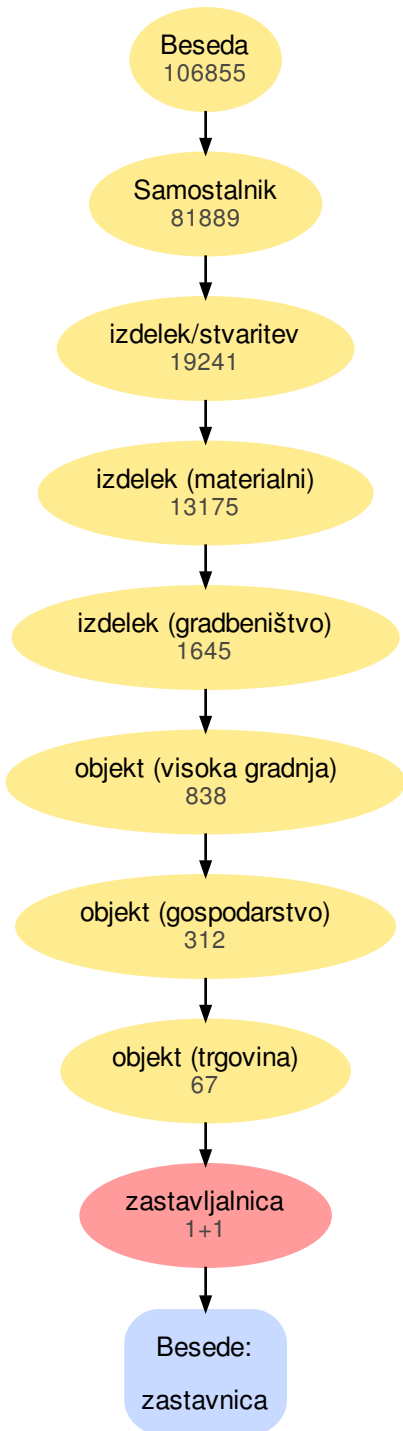 Beseda
106855
Samostalnik
81889
izdelek/stvaritev
19241
izdelek (materialni)
13175
izdelek (gradbeništvo)
1645
objekt (visoka gradnja)
838
objekt (gospodarstvo)
312
objekt (trgovina)
67
zastavljalnica
1+1
Besede:
zastavnica